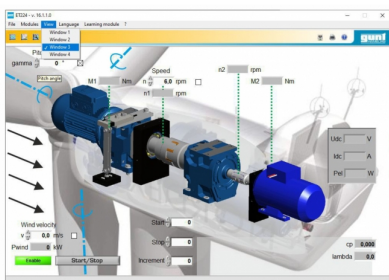 ET224 - v. 10.1.1.0
File Modules View Language Learning module ?
Window 1
Window 2
✓ Window 3
Window 4
gunt
Pit
gamma 0 °
Pitch angle
M1 Nm
Speed
n 6.0 rpm
n1 rpm
n2 rpm
M2 Nm
Udc V
Idc A
Pel W
Wind velocity
v 0,0 m/s
Pwind 0 kW
Enable
Start/Stop
Start 0
Stop 0
Increment 0
cp 0,000
lambda 0,0